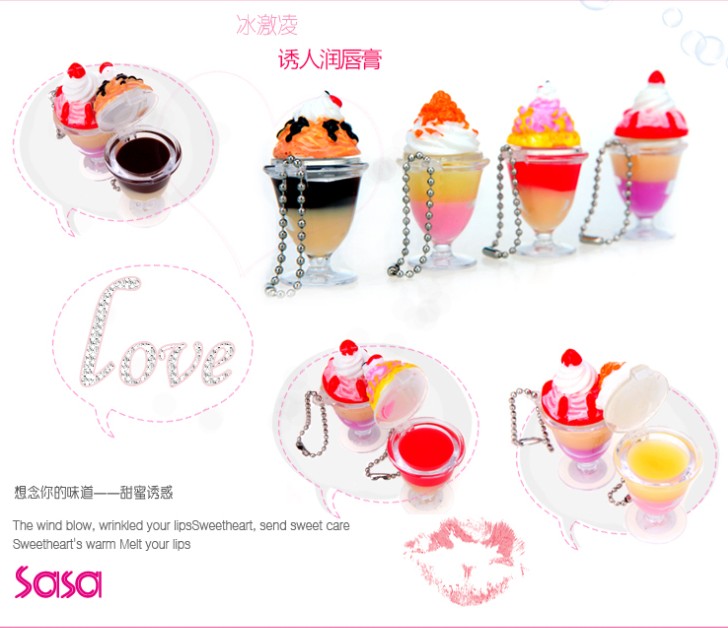 冰激凌
诱人润唇膏
Love
想念你的味道——甜蜜诱感
The wind blow, wrinkled your lipsSweetheart, send sweet care
Sweetheart's warm Melt your lips
Sasa